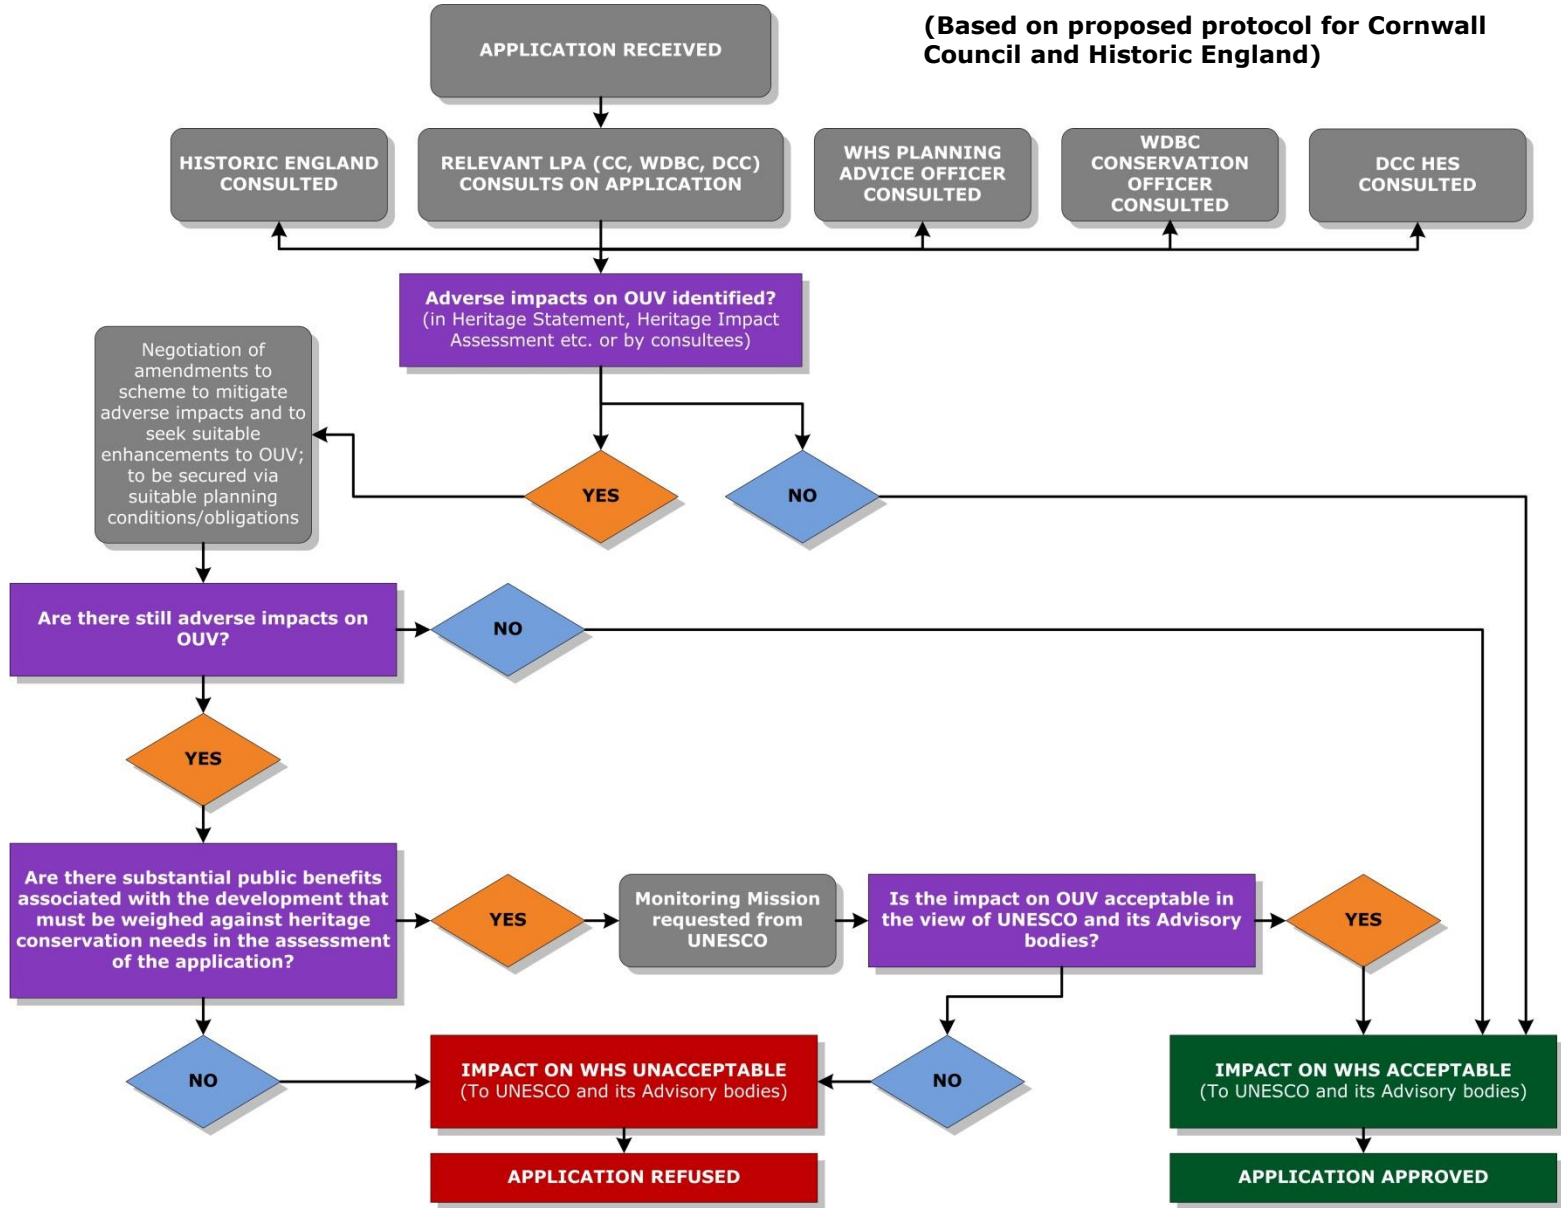 (Based on proposed protocol for Cornwall
Council and Historic England)
APPLICATION RECEIVED
HISTORIC ENGLAND
CONSULTED
RELEVANT LPA (CC, WDBC, DCC)
CONSULTS ON APPLICATION
WHS PLANNING
ADVICE OFFICER
CONSULTED
WDBC
CONSERVATION
OFFICER
CONSULTED
DCC HES
CONSULTED
Adverse impacts on OUV identified?
(in Heritage Statement, Heritage Impact
Assessment etc. or by consultees)
Negotiation of
amendments to
scheme to mitigate
adverse impacts and to
seek suitable
enhancements to OUV;
to be secured via
suitable planning
conditions/obligations
YES
NO
Are there still adverse impacts on
OUV?
NO
YES
Are there substantial public benefits
associated with the development that
must be weighed against heritage
conservation needs in the assessment
of the application?
YES
Monitoring Mission
requested from
UNESCO
Is the impact on OUV acceptable in
the view of UNESCO and its Advisory
bodies?
YES
NO
IMPACT ON WHS UNACCEPTABLE
(To UNESCO and its Advisory bodies)
NO
IMPACT ON WHS ACCEPTABLE
(To UNESCO and its Advisory bodies)
APPLICATION REFUSED
APPLICATION APPROVED